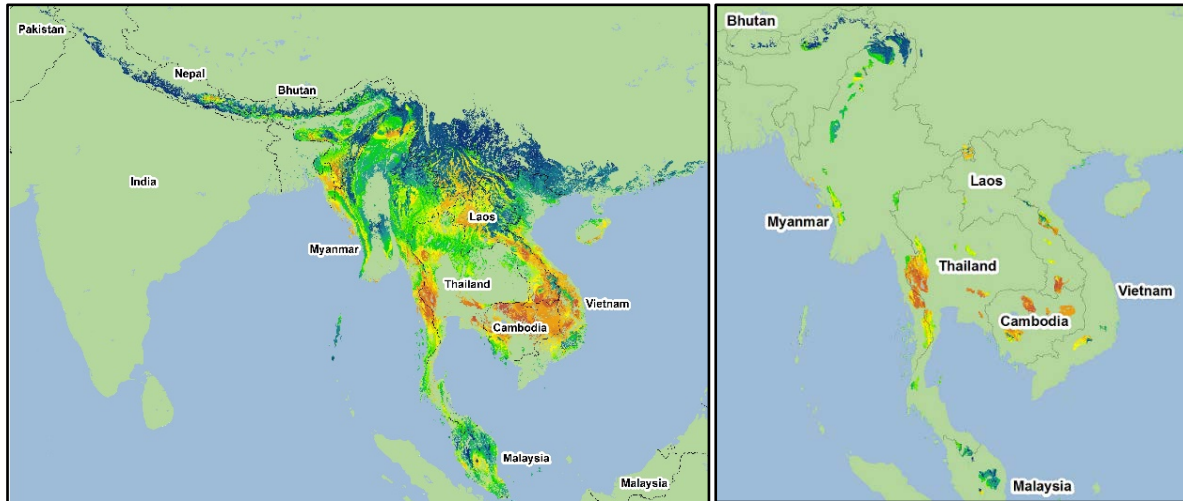 Pakistan
Nepal
Bhutan
India
Laos
Myanmar
Thailand
Vietnam
Cambodia
Malaysia
Malaysia
Bhutan
Laos
Myanmar
Thailand
Vietnam
Cambodia
Malaysia